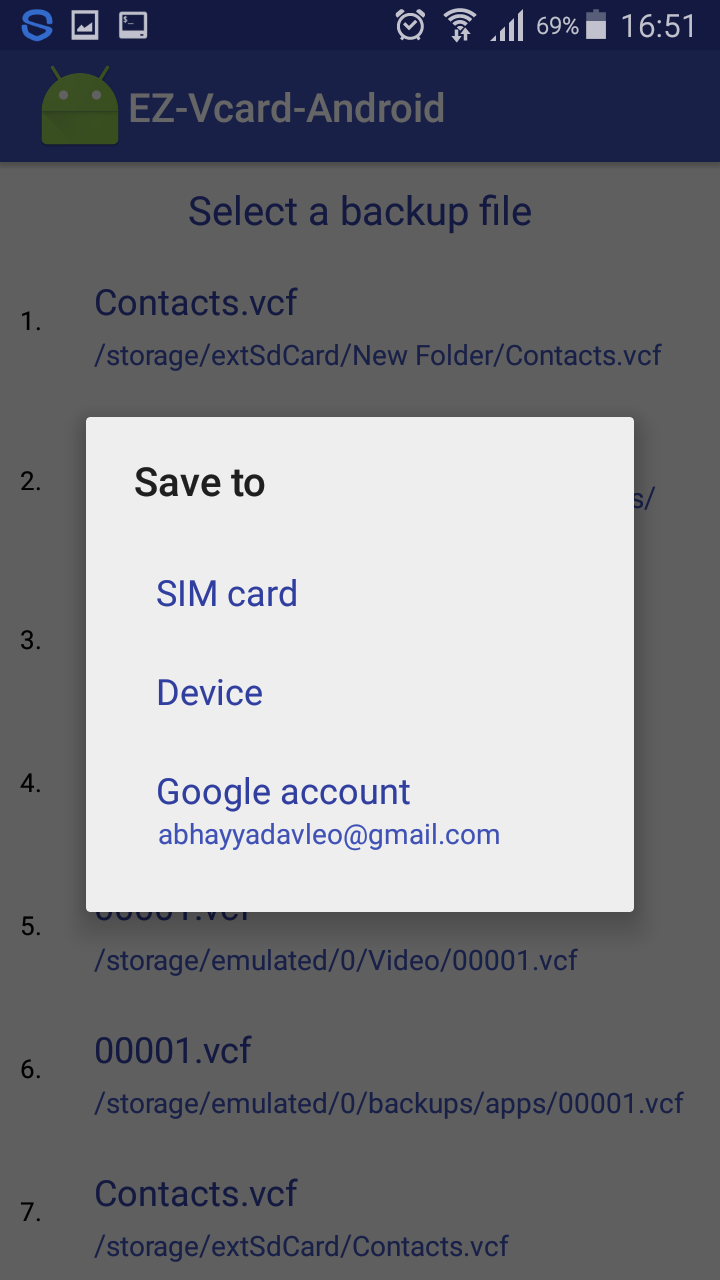 69% 16:51
EZ-Vcard-Android
Select a backup file
1. Contacts.vcf
/storage/extSdCard/New Folder/Contacts.vcf
2.
s/
Save to
SIM card
Device
Google account
abhayyadavleo@gmail.com
3.
4.
5. 00001.vcf
/storage/emulated/0/Video/00001.vcf
6. 00001.vcf
/storage/emulated/0/backups/apps/00001.vcf
7. Contacts.vcf
/storage/extSdCard/Contacts.vcf